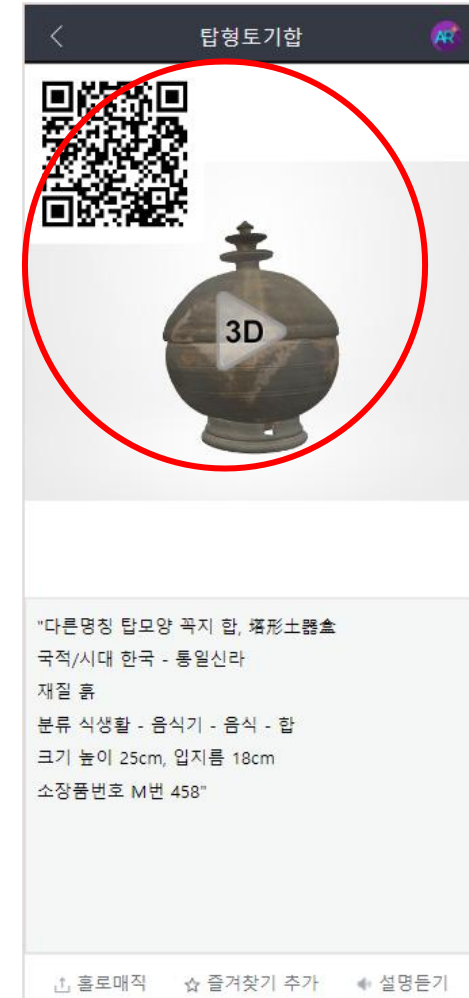 탑형토기합
AR
3D
"다른명칭 탑모양 꼭지 합, 塔形土器盒
국적/시대 한국 - 통일신라
재질 흙
분류 식생활 - 음식기 - 음식 - 합
크기 높이 25cm, 입지름 18cm
소장품번호 M번 458"
홀로매직 즐겨찾기 추가 설명듣기